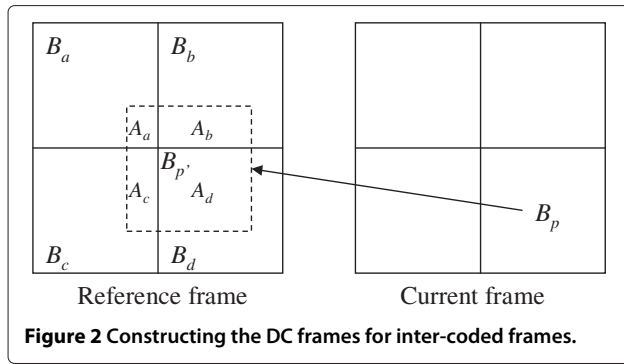 B_a B_b
A_a A_b
B_p'
A_c A_d
B_p
B_c B_d
Reference frame Current frame
Figure 2 Constructing the DC frames for inter-coded frames.